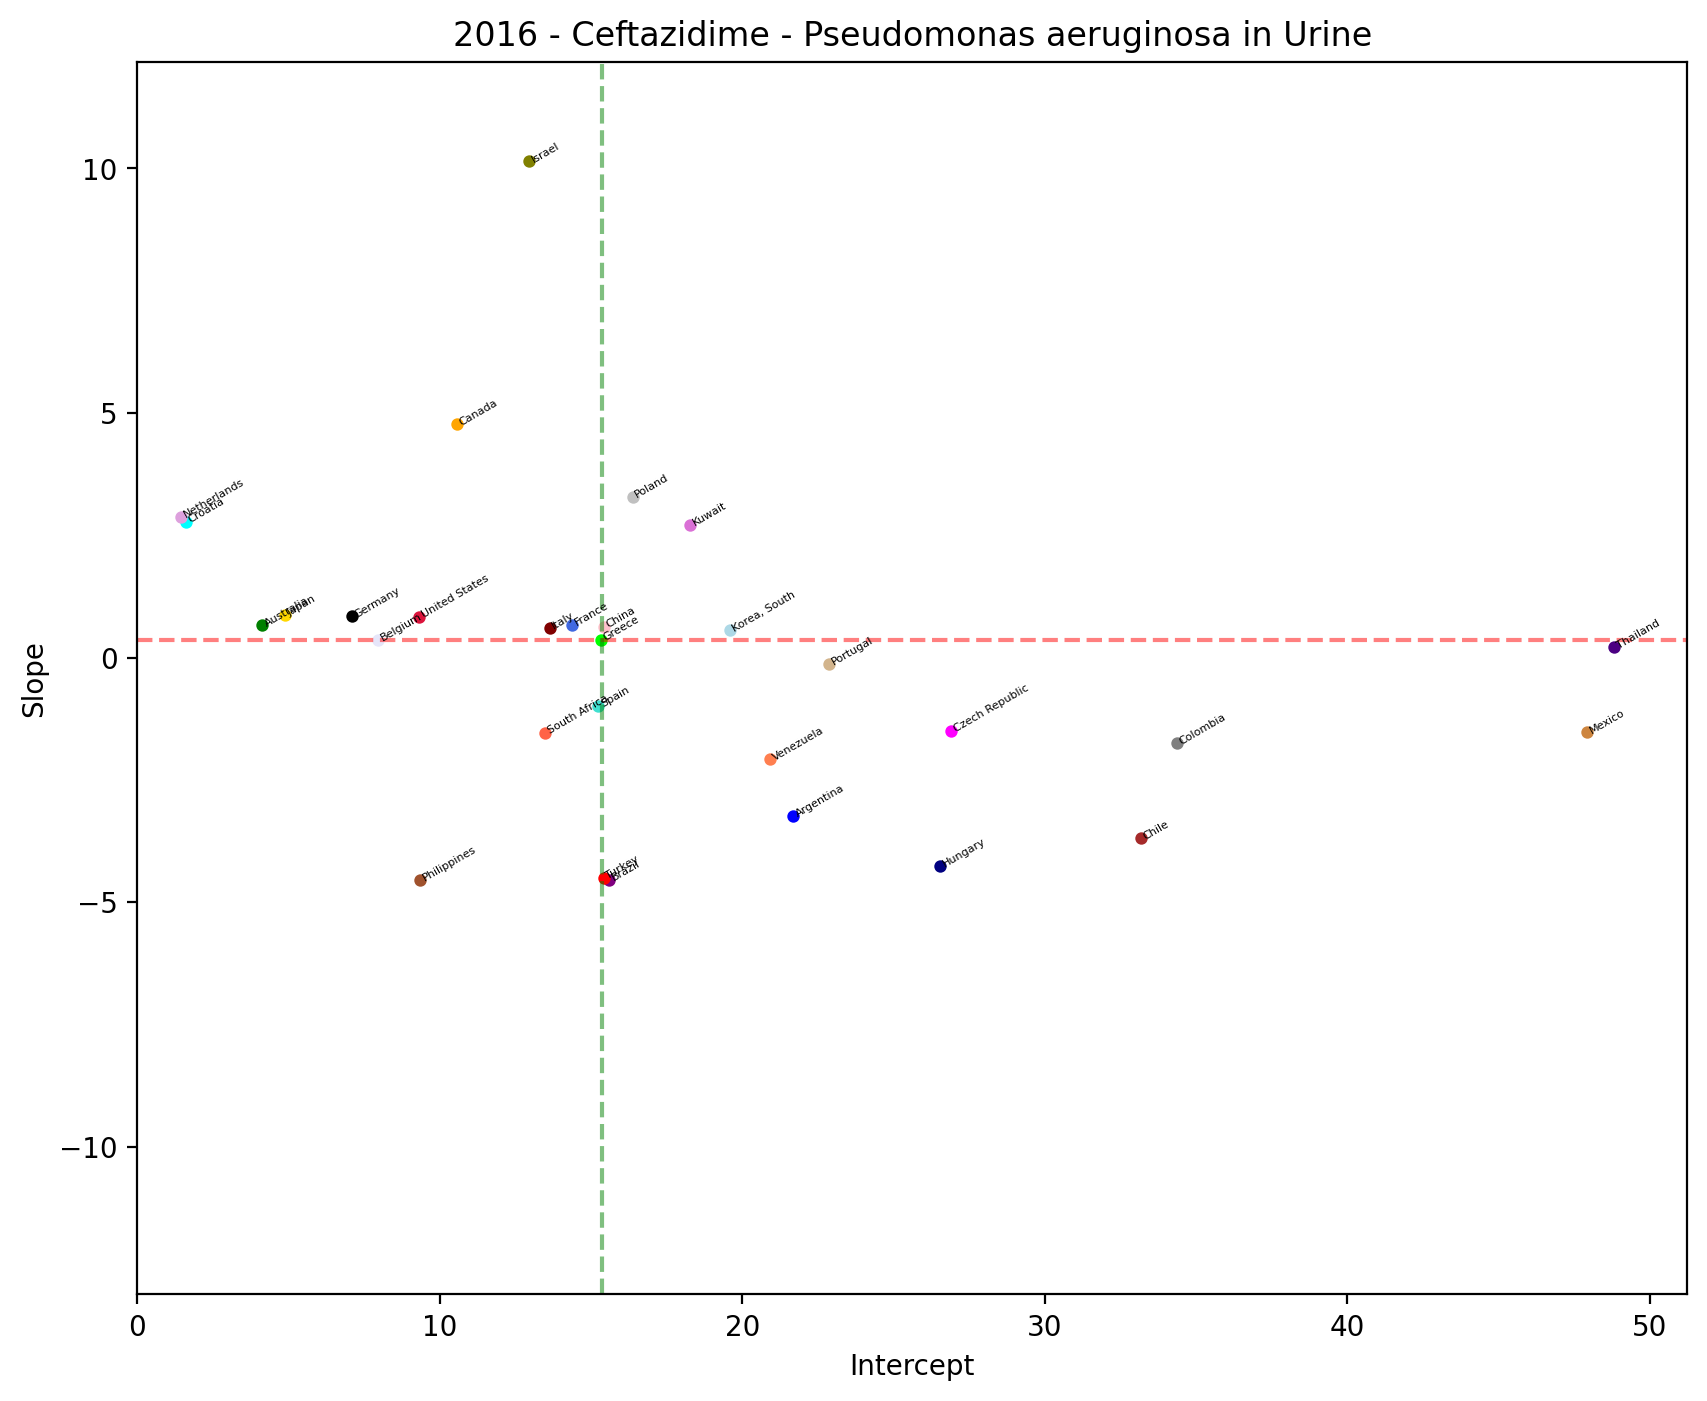 2016 - Ceftazidime - Pseudomonas aeruginosa in Urine
10
5
0
−5
−10
Slope
Israel
Canada
Poland
Netherlands
Croatia
Kuwait
Australia
Japan
Germany
United States
Belgium
Italy
France
China
Greece
Korea, South
Portugal
Thailand
South Africa
Spain
Czech Republic
Colombia
Mexico
Venezuela
Argentina
Chile
Hungary
Philippines
Turkey
Brazil
0
10
20
30
40
50
Intercept